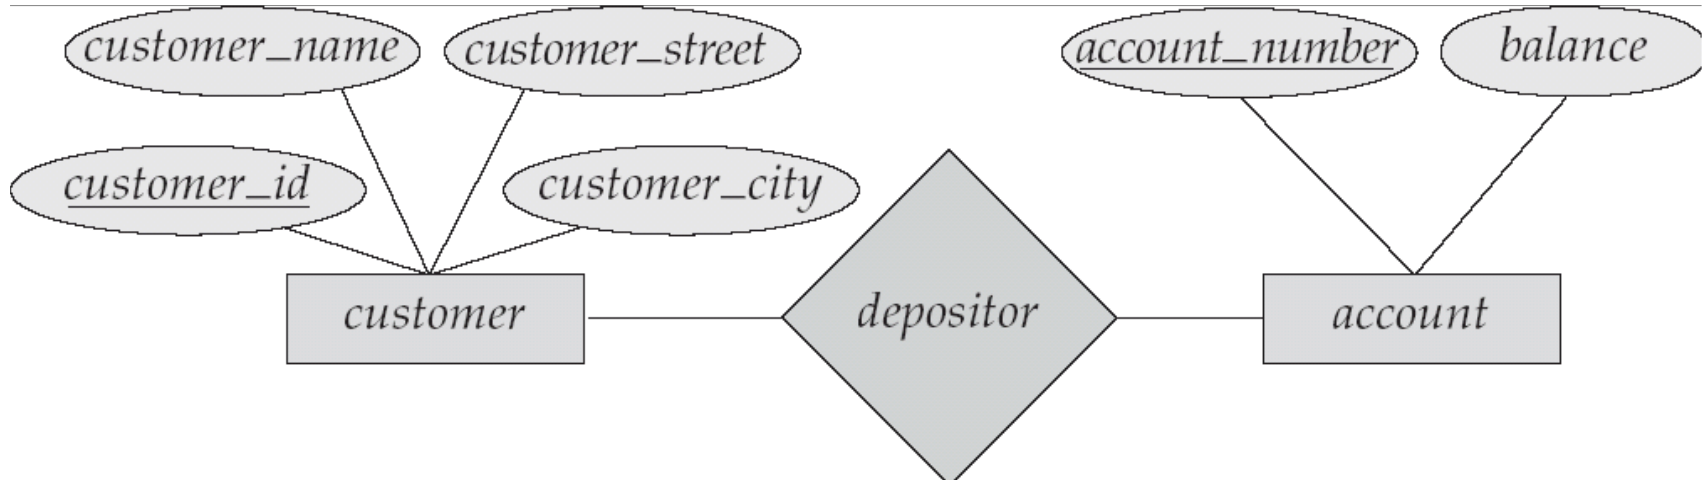 customer_name customer_street account_number balance
customer_id customer_city
customer depositor account